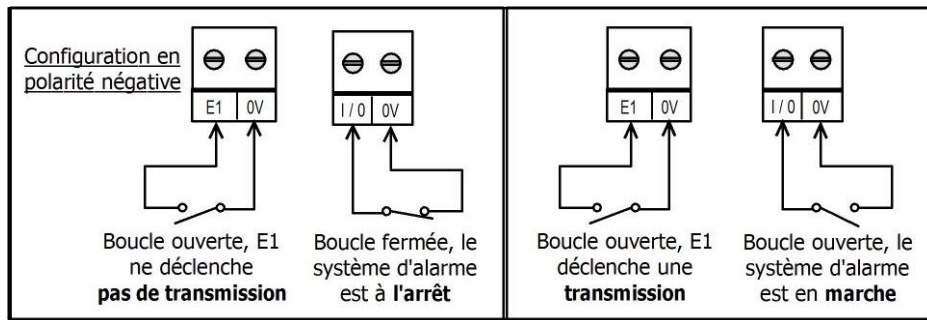 Configuration en
polarité négative
E1 0V
I / 0 0V
Boucle ouverte, E1
ne déclenche
pas de transmission
Boucle fermée, le
système d'alarme
est à l'arrêt
E1 0V
I / 0 0V
Boucle ouverte, E1
déclenche une
transmission
Boucle ouverte, le
système d'alarme
est en marche